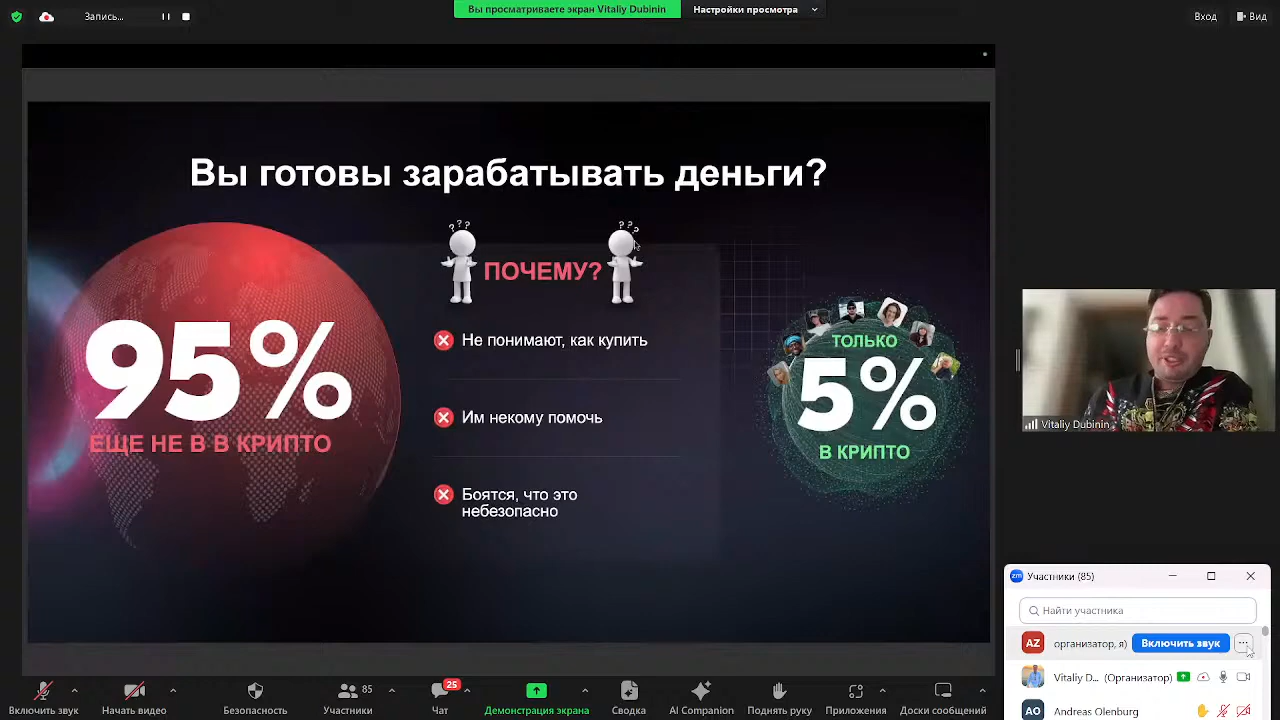 Запись...
Вы просматриваете экран Vitaliy Dubinin
Настройки просмотра
Вход
Вид
Вы готовы зарабатывать деньги?
???
???
ПОЧЕМУ?
95%
ЕЩЕ НЕ В В КРИПТО
Не понимают, как купить
Им некому помочь
Боятся, что это
небезопасно
ТОЛЬКО
5%
В КРИПТО
Vitaliy Dubinin
zm
Участники (85)
Найти участника
AZ
организатор, я)
Включить звук
Vitaliy D...
(Организатор)
AO
Andreas Olenburg
85
25
Включить звук
Начать видео
Безопасность
Участники
Чат
Демонстрация экрана
Сводка
AI Companion
Поднять руку
Приложения
Доски сообщений